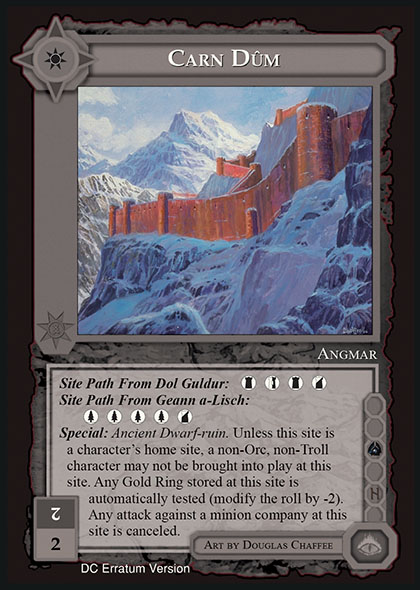 CARN DÛM
ANGMAR
Site Path From Dol Guldur:
Site Path From Geann a-Lisch:
Special: Ancient Dwarf-ruin. Unless this site is
a character's home site, a non-Orc, non-Troll
character may not be brought into play at this
site. Any Gold Ring stored at this site is
automatically tested (modify the roll by -2).
Any attack against a minion company at this
site is canceled.
2
2
ART BY DOUGLAS CHAFFEE
DC Erratum Version